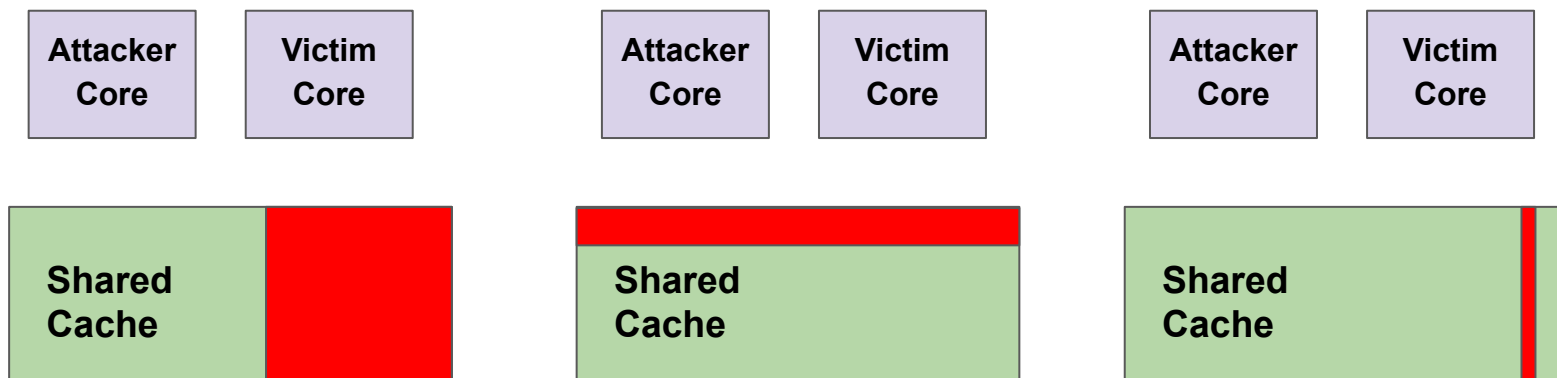 Attacker
Core
Victim
Core
Attacker
Core
Victim
Core
Attacker
Core
Victim
Core
Shared
Cache
Shared
Cache
Shared
Cache